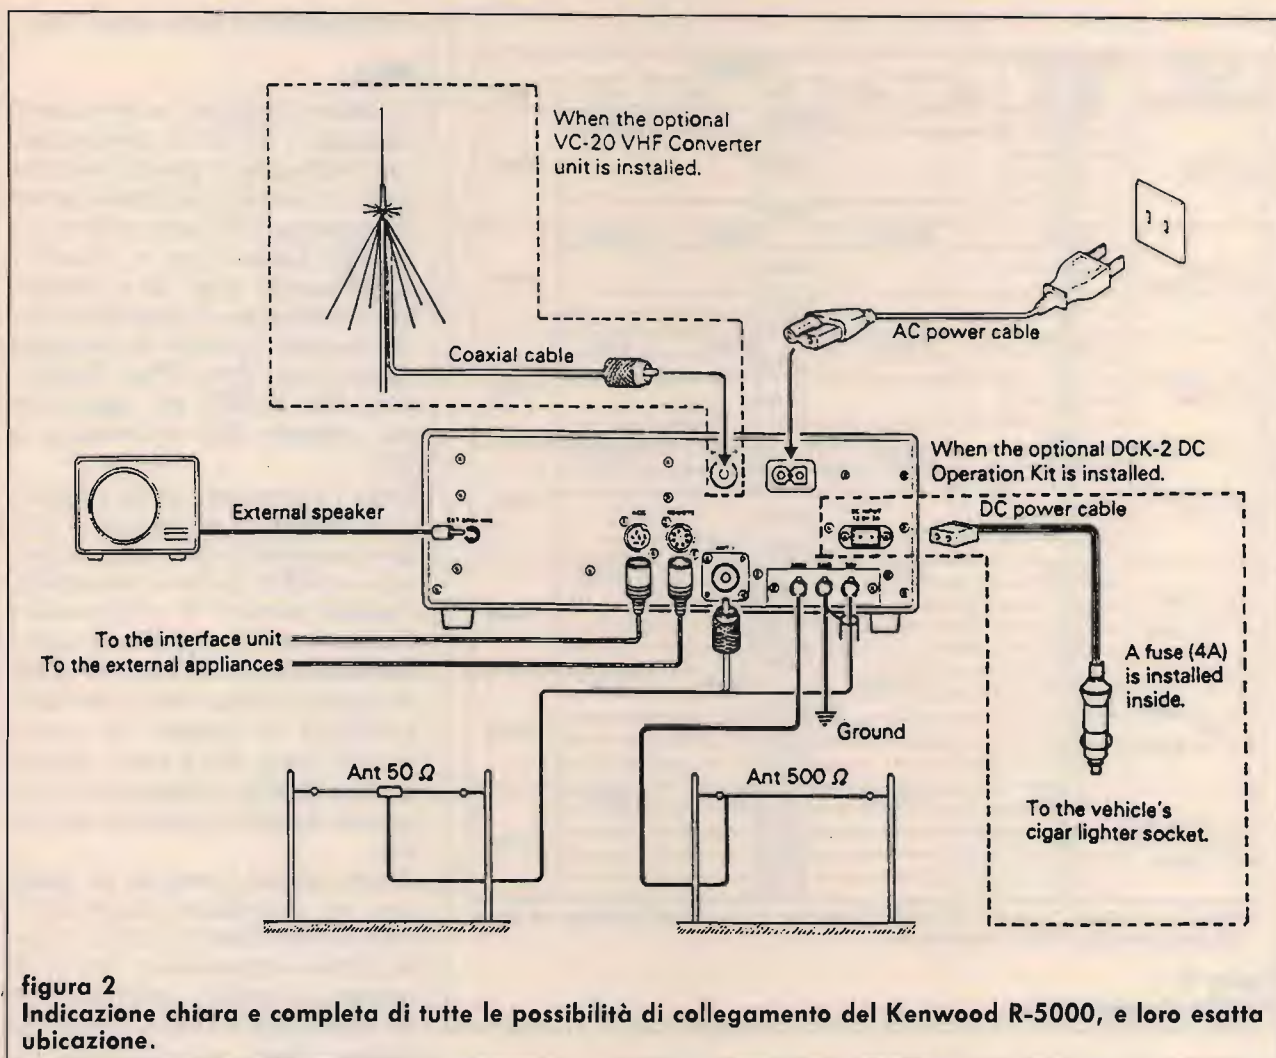 When the optional
VC-20 VHF Converter
unit is installed.
AC power cable
Coaxial cable
When the optional DCK-2 DC
Operation Kit is installed.
DC power cable
External speaker
To the interface unit
To the external appliances
A fuse (4A)
is installed
inside.
Ground
Ant 50 Ω
Ant 500 Ω
To the vehicle's
cigar lighter socket.
figura 2
Indicazione chiara e completa di tutte le possibilità di collegamento del Kenwood R-5000, e loro esatta
ubicazione.